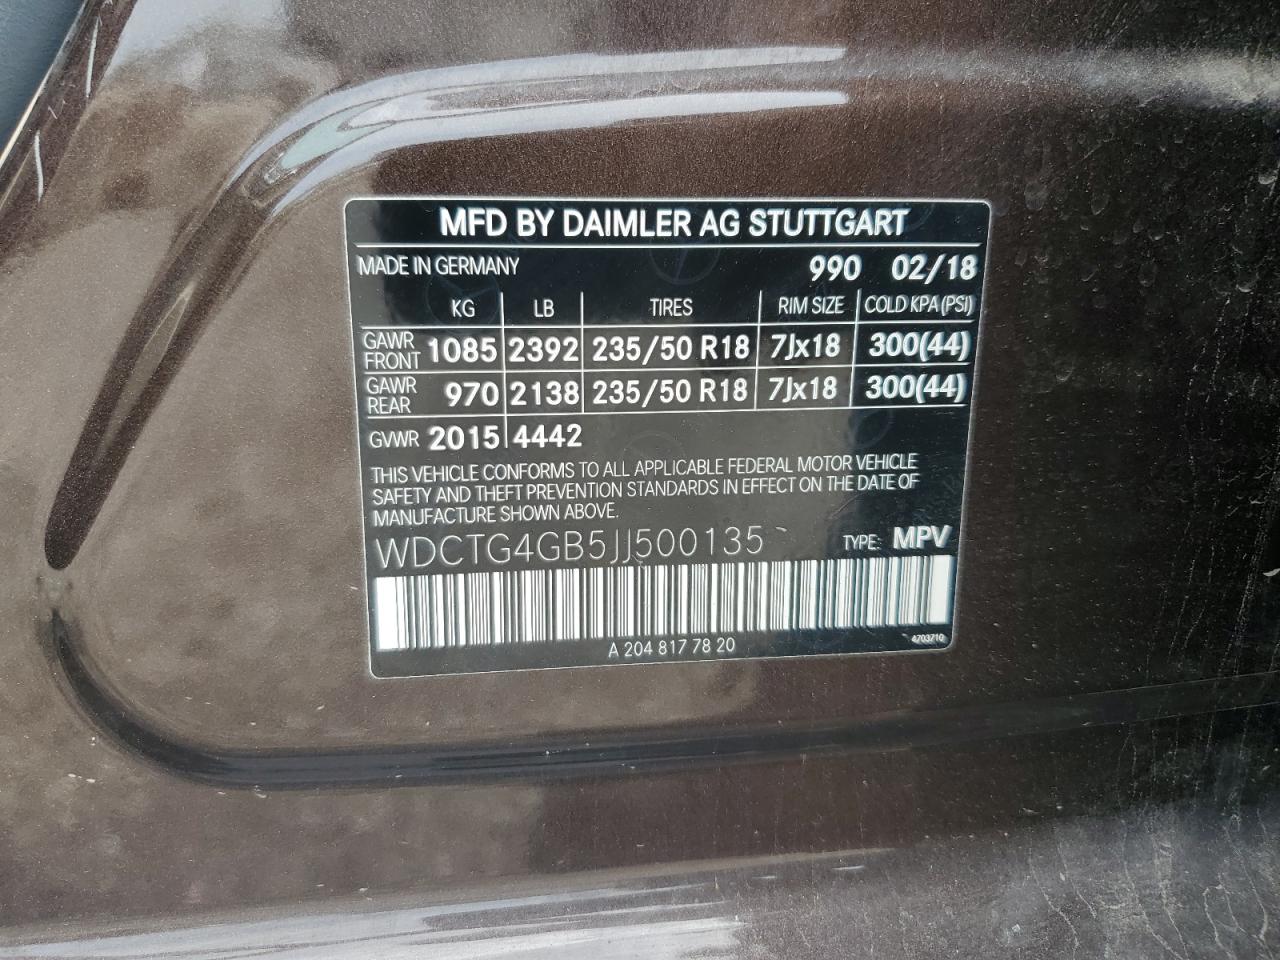 MFD BY DAIMLER AG STUTTGART
MADE IN GERMANY 990 02/18
KG LB TIRES RIM SIZE COLD KPA (PSI)
GAWR FRONT 1085 2392 235/50 R18 7Jx18 300(44)
GAWR REAR 970 2138 235/50 R18 7Jx18 300(44)
GVWR 2015 4442
THIS VEHICLE CONFORMS TO ALL APPLICABLE FEDERAL MOTOR VEHICLE
SAFETY AND THEFT PREVENTION STANDARDS IN EFFECT ON THE DATE OF
MANUFACTURE SHOWN ABOVE.
WDCTG4GB5JJ500135 TYPE: MPV
A 204 817 78 20 4703710